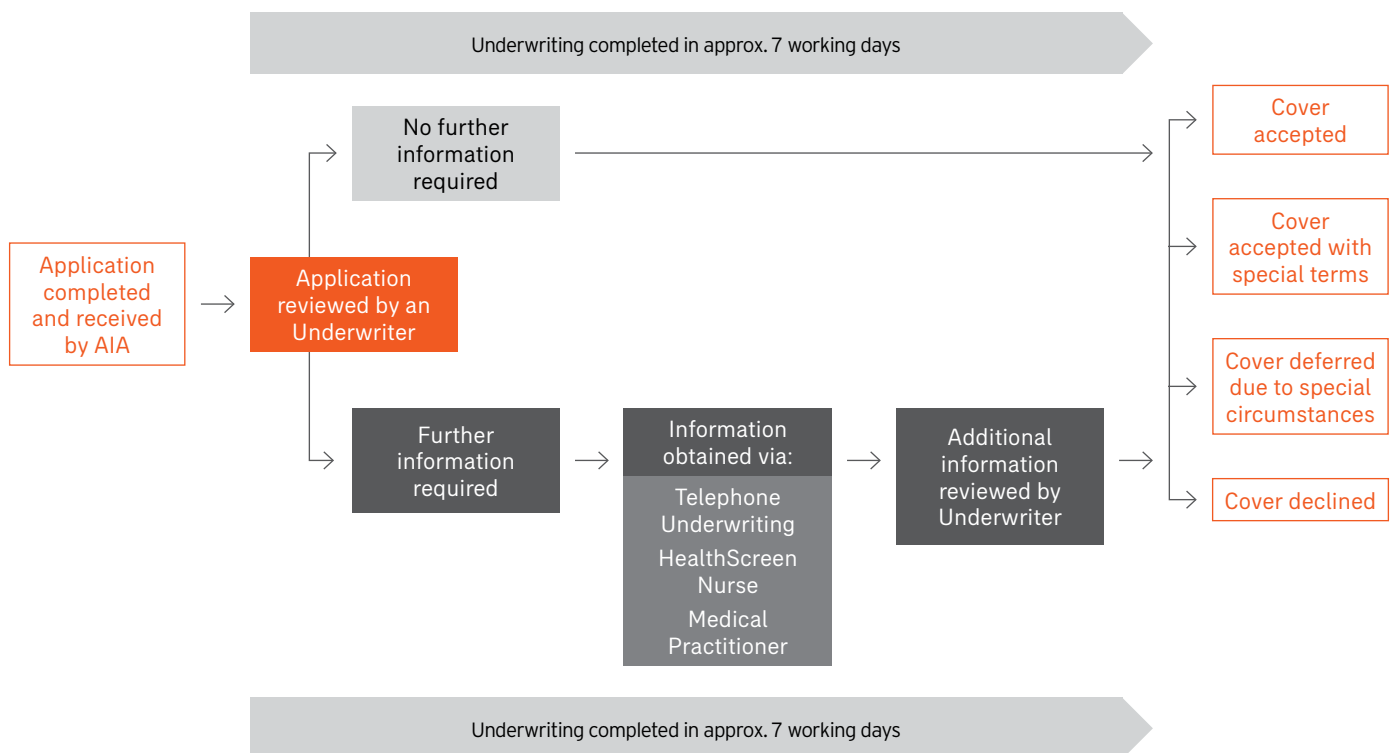 Underwriting completed in approx. 7 working days
No further
information
required
Cover
accepted
Cover
accepted with
special terms
Application
completed
and received
by AIA
Application
reviewed by an
Underwriter
Cover deferred
due to special
circumstances
Further
information
required
Information
obtained via:
Telephone
Underwriting
HealthScreen
Nurse
Medical
Practitioner
Additional
information
reviewed by
Underwriter
Cover declined
Underwriting completed in approx. 7 working days